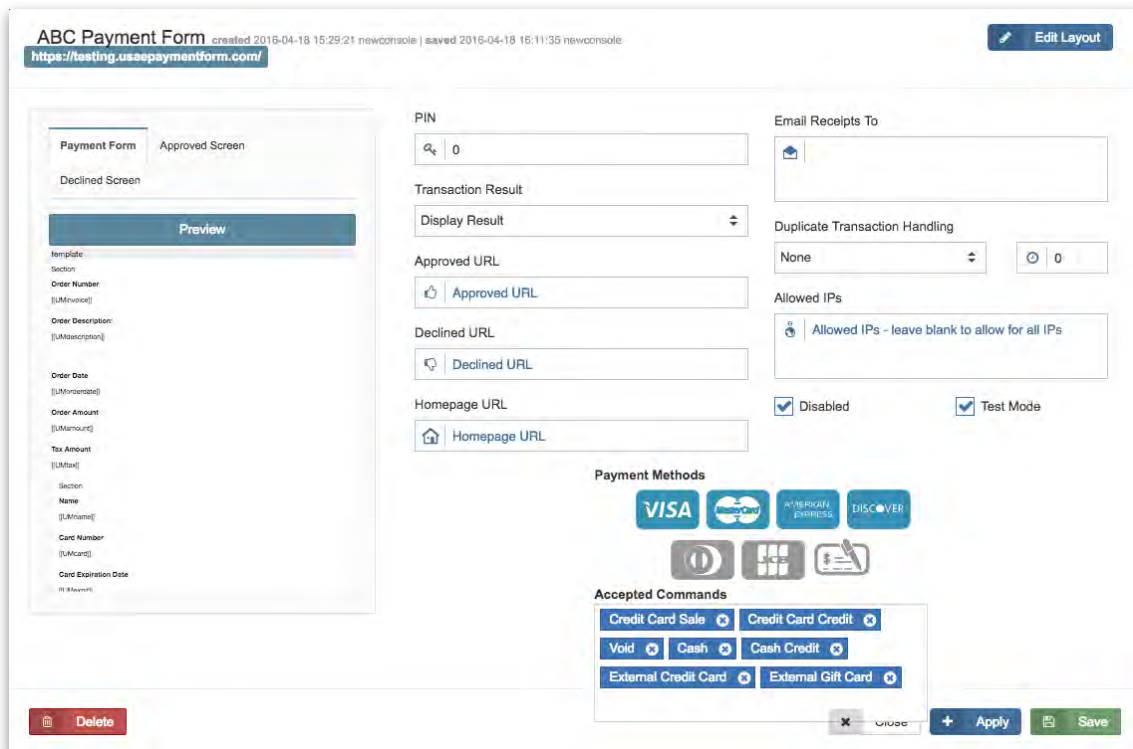 ABC Payment Form created 2016-04-18 15:29:21 newconsole | saved 2016-04-18 16:11:35 newconsole
https://testing.usaepaymentform.com/
Edit Layout
Payment Form Approved Screen
Declined Screen
Preview
template
Section
Order Number
[[UMinvoice]]
Order Description:
[[UMdescription]]
Order Date
[[UMorderdate]]
Order Amount
[[UMamount]]
Tax Amount
[[UMtax]]
Section
Name
[[UMname]]
Card Number
[[UMcard]]
Card Expiration Date
PIN
0
Transaction Result
Display Result
Approved URL
Approved URL
Declined URL
Declined URL
Homepage URL
Homepage URL
Email Receipts To
Duplicate Transaction Handling
None 0
Allowed IPs
Allowed IPs - leave blank to allow for all IPs
Disabled Test Mode
Payment Methods
VISA MasterCard AMERICAN EXPRESS DISCOVER
JCB
Accepted Commands
Credit Card Sale Credit Card Credit
Void Cash Cash Credit
External Credit Card External Gift Card
Delete
Close Apply Save